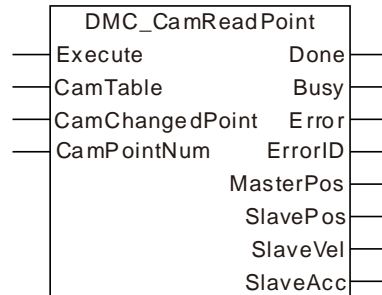 DMC_CamReadPoint
Execute Done
CamTable Busy
CamChangedPoint Error
CamPointNum ErrorID
MasterPos
SlavePos
SlaveVel
SlaveAcc